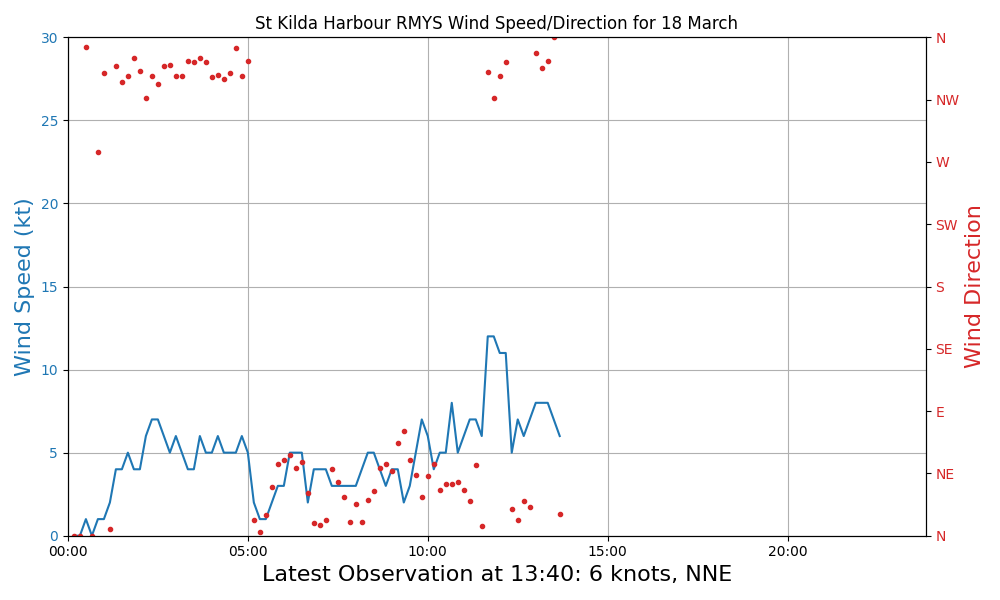 St Kilda Harbour RMYS Wind Speed/Direction for 18 March
30
25
20
15
10
5
0
Wind Speed (kt)
N
NW
W
SW
S
SE
E
NE
N
Wind Direction
00:00
05:00
10:00
15:00
20:00
Latest Observation at 13:40: 6 knots, NNE